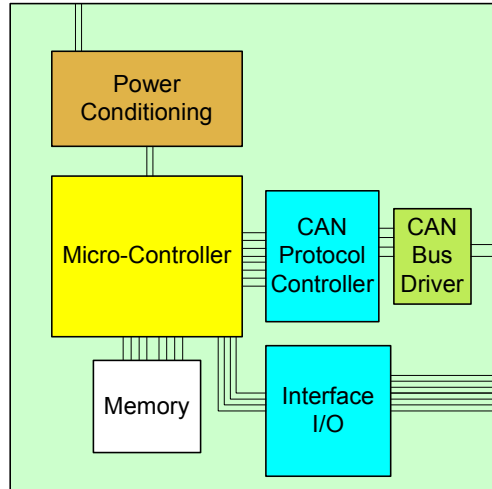 Power
Conditioning
Micro-Controller
CAN
Protocol
Controller
CAN
Bus
Driver
Memory
Interface
I/O